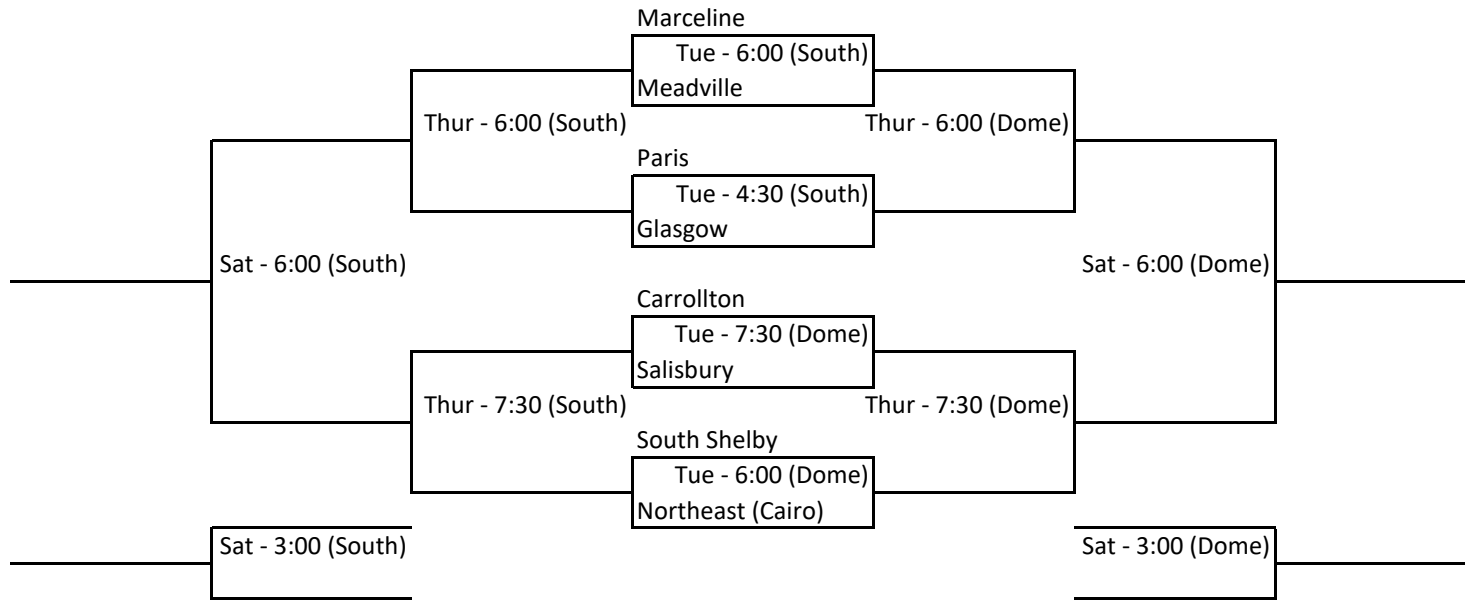 Marceline
Tue - 6:00 (South)
Meadville
Thur - 6:00 (South)
Thur - 6:00 (Dome)
Paris
Tue - 4:30 (South)
Glasgow
Sat - 6:00 (South)
Sat - 6:00 (Dome)
Carrollton
Tue - 7:30 (Dome)
Salisbury
Thur - 7:30 (South)
Thur - 7:30 (Dome)
South Shelby
Tue - 6:00 (Dome)
Northeast (Cairo)
Sat - 3:00 (South)
Sat - 3:00 (Dome)